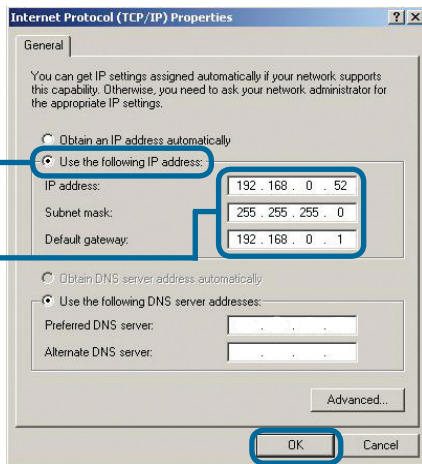 Internet Protocol (TCP/IP) Properties
General
You can get IP settings assigned automatically if your network supports
this capability. Otherwise, you need to ask your network administrator for
the appropriate IP settings.
Obtain an IP address automatically
Use the following IP address:
IP address: 192 . 168 . 0 . 52
Subnet mask: 255 . 255 . 255 . 0
Default gateway: 192 . 168 . 0 . 1
Obtain DNS server address automatically
Use the following DNS server addresses:
Preferred DNS server: . . .
Alternate DNS server: . . .
Advanced...
OK Cancel